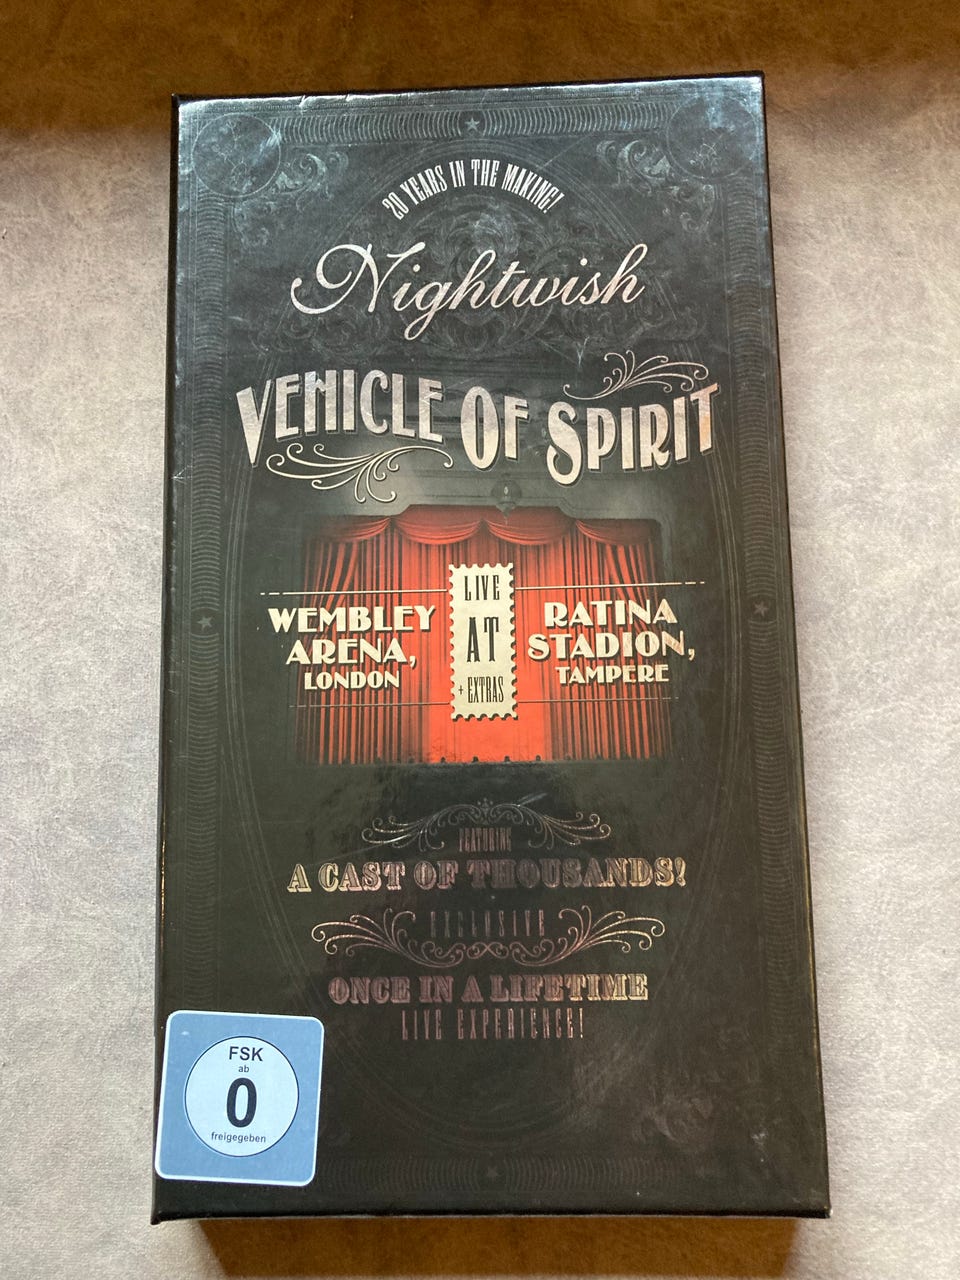 20 YEARS IN THE MAKING!
Nightwish
VEHICLE OF SPIRIT
LIVE
AT
+ EXTRAS
WEMBLEY
ARENA,
LONDON
RATINA
STADION,
TAMPERE
FEATURING
A CAST OF THOUSANDS!
EXCLUSIVE
ONCE IN A LIFETIME
LIVE EXPERIENCE!
FSK
ab
0
freigegeben